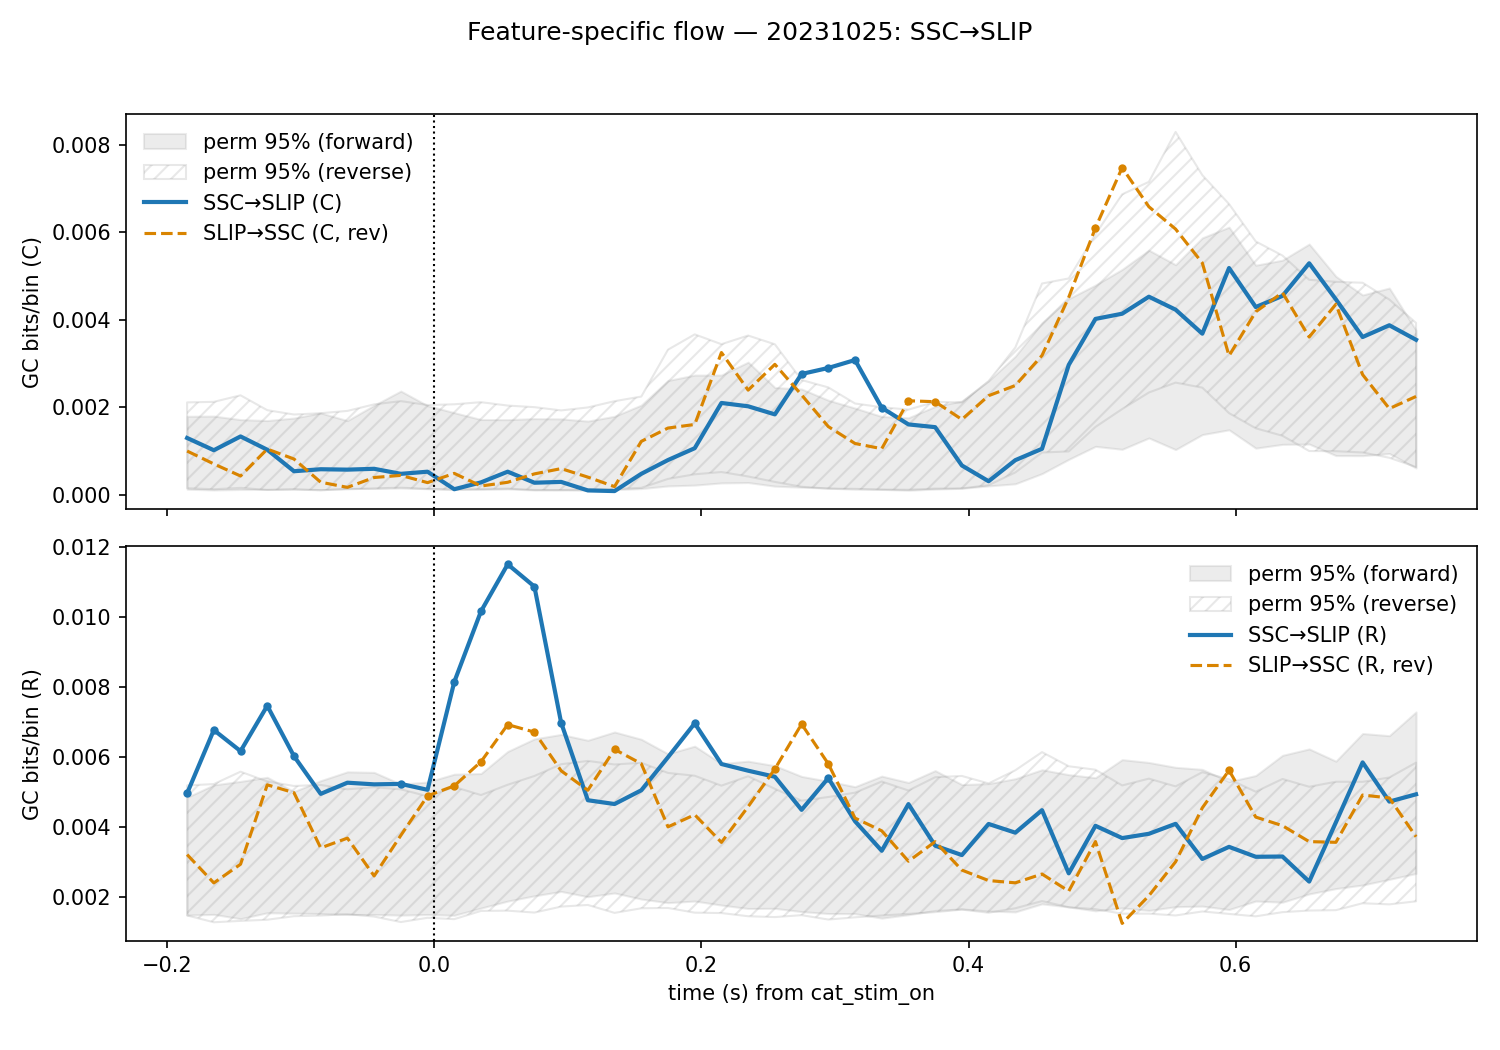 Feature-specific flow — 20231025: SSC→SLIP
GC bits/bin (C)
0.008
0.006
0.004
0.002
0.000
perm 95% (forward)
perm 95% (reverse)
SSC→SLIP (C)
SLIP→SSC (C, rev)
GC bits/bin (R)
0.012
0.010
0.008
0.006
0.004
0.002
perm 95% (forward)
perm 95% (reverse)
SSC→SLIP (R)
SLIP→SSC (R, rev)
−0.2 0.0 0.2 0.4 0.6
time (s) from cat_stim_on